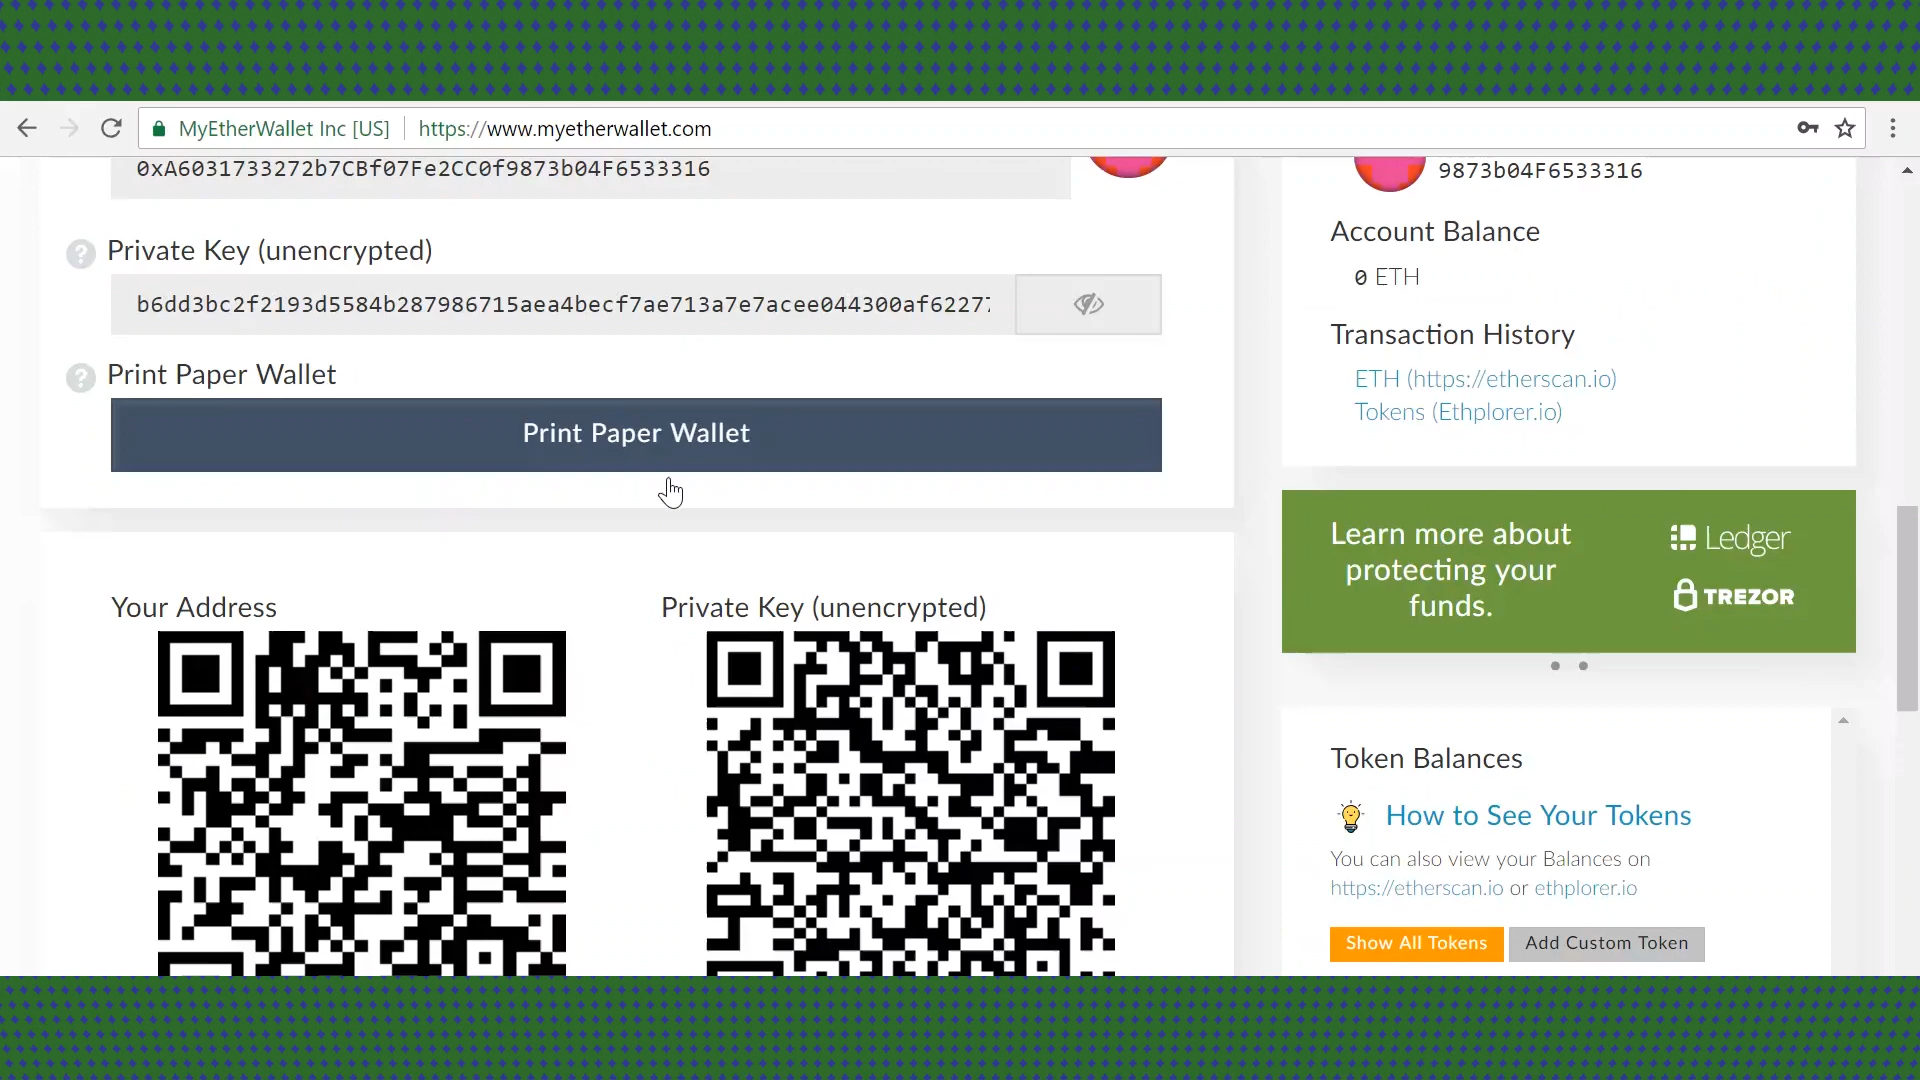 MyEtherWallet Inc [US]
https://www.myetherwallet.com
0xA6031733272b7CBf07Fe2CC0f9873b04F6533316
Private Key (unencrypted)
b6dd3bc2f2193d5584b287986715aea4becf7ae713a7e7acee044300af62277
Print Paper Wallet
Print Paper Wallet
Your Address
Private Key (unencrypted)
9873b04F6533316
Account Balance
0 ETH
Transaction History
ETH (https://etherscan.io)
Tokens (Ethplorer.io)
Learn more about
protecting your
funds.
Ledger
TREZOR
Token Balances
How to See Your Tokens
You can also view your Balances on
https://etherscan.io or ethplorer.io
Show All Tokens
Add Custom Token